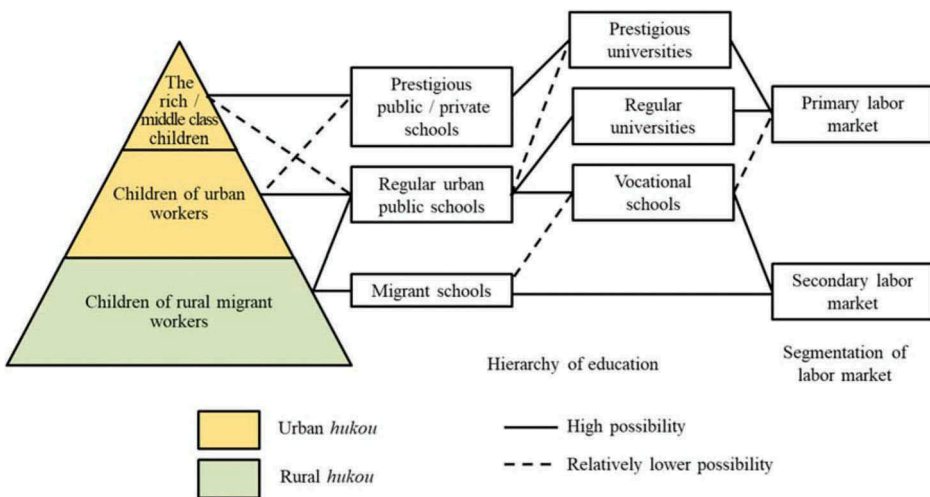 The
rich /
middle class
children
Children of urban
workers
Children of rural migrant
workers
Prestigious
public / private
schools
Regular urban
public schools
Migrant schools
Prestigious
universities
Regular
universities
Vocational
schools
Primary labor
market
Secondary labor
market
Hierarchy of education
Segmentation of
labor market
Urban hukou
Rural hukou
High possibility
Relatively lower possibility